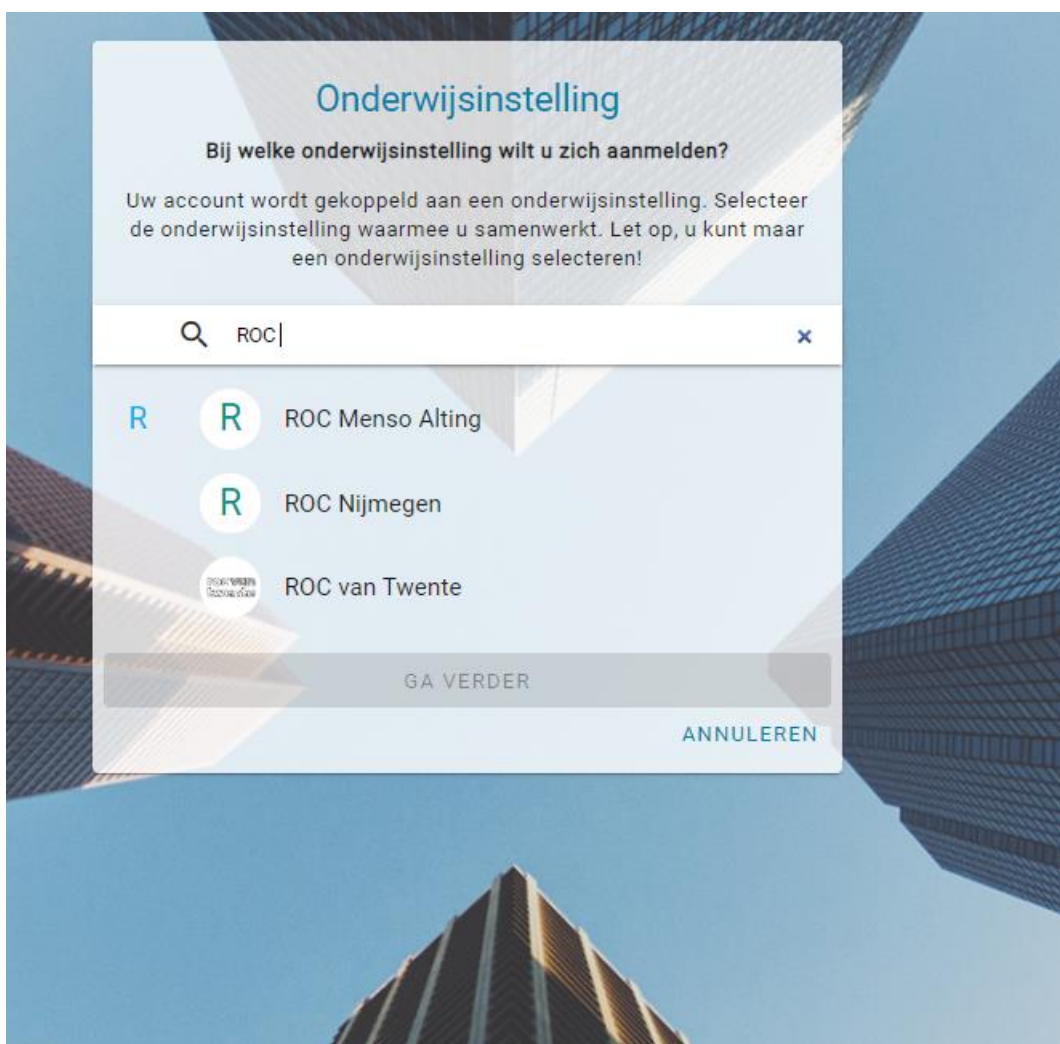 Onderwijsinstelling
Bij welke onderwijsinstelling wilt u zich aanmelden?
Uw account wordt gekoppeld aan een onderwijsinstelling. Selecteer
de onderwijsinstelling waarmee u samenwerkt. Let op, u kunt maar
een onderwijsinstelling selecteren!
ROC
R R ROC Menso Alting
R ROC Nijmegen
ROC van Twente
GA VERDER
ANNULEREN